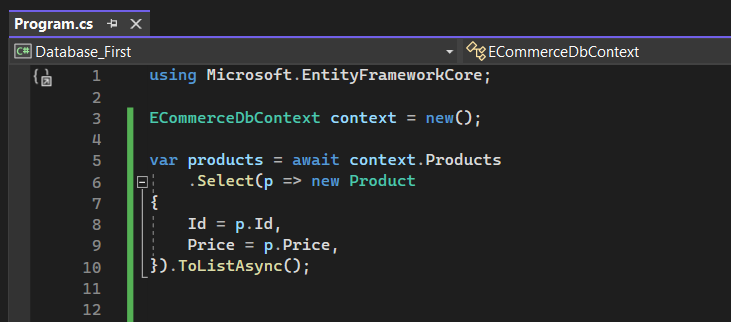 Program.cs
C# Database_First ECommerceDbContext
1 using Microsoft.EntityFrameworkCore;
2
3 ECommerceDbContext context = new();
4
5 var products = await context.Products
6 .Select(p => new Product
7 {
8 Id = p.Id,
9 Price = p.Price,
10 }).ToListAsync();
11
12